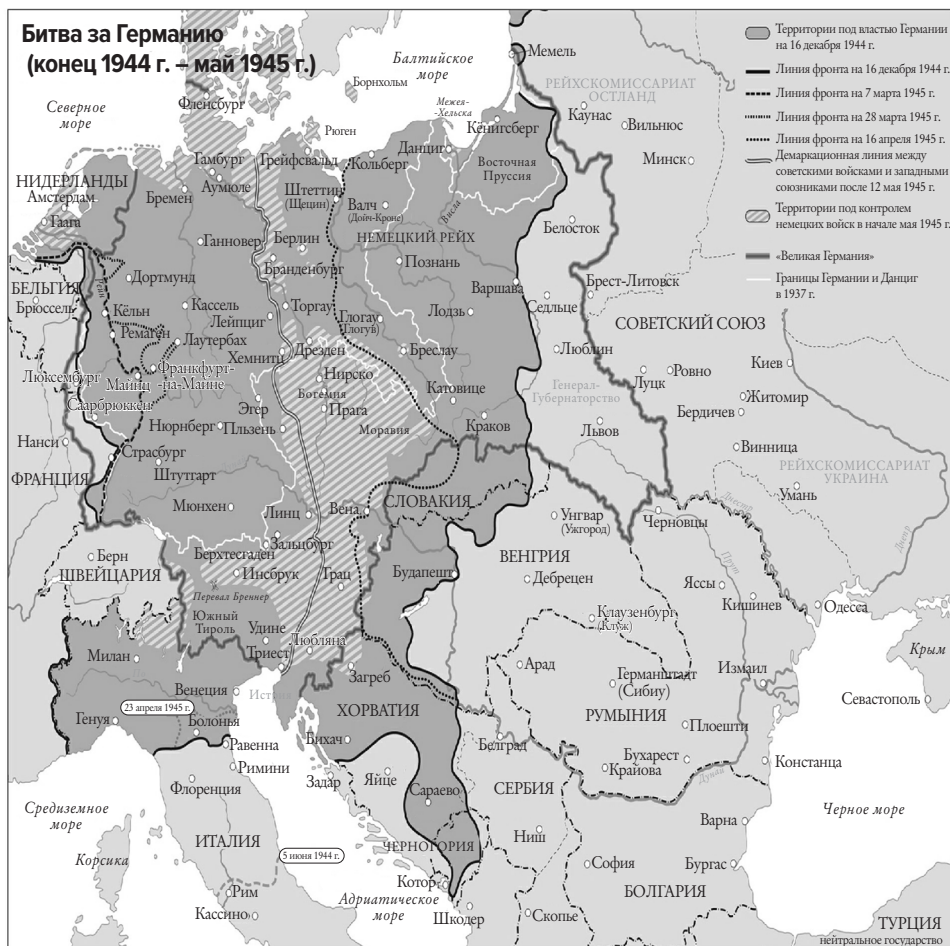 Битва за Германию
(конец 1944 г. – май 1945 г.)
Территории под властью Германии
на 16 декабря 1944 г.
Линия фронта на 16 декабря 1944 г.
Линия фронта на 7 марта 1945 г.
Линия фронта на 28 марта 1945 г.
Линия фронта на 16 апреля 1945 г.
Демаркационная линия между
советскими войсками и западными
союзниками после 12 мая 1945 г.
Территории под контролем
немецких войск в начале мая 1945 г.
«Великая Германия»
Границы Германии и Данциг
в 1937 г.
Балтийское
море
Мемель
Борнхольм
РЕЙХСКОМИССАРИАТ
ОСТЛАНД
Северное
море
Фленсбург
Межея-
-Хельска
Каунас
Вильнюс
Рюген
Кёнигсберг
Данциг
Гамбург
Грейфсвальд
Кольберг
Восточная
Пруссия
Минск
НИДЕРЛАНДЫ
Амстердам
Аумюле
Бремен
Штеттин
(Щецин)
Валч
(Дойч-Кроне)
Висла
Гаага
Белосток
Ганновер
Берлин
НЕМЕЦКИЙ РЕЙХ
Бранденбург
Познань
Дортмунд
Варшава
Брест-Литовск
БЕЛЬГИЯ
Брюссель
Рейн
Кёльн
Кассель
Торгау
Глогау
(Глогув)
Лодзь
Седльце
Лейпциг
СОВЕТСКИЙ СОЮЗ
Ремаген
Лаутербах
Хемниц
Дрезден
Бреслау
Люблин
Люксембург
Майнц
Франкфурт-
-на-Майне
Нирско
Богемия
Катовице
Генерал-
Губернаторство
Луцк
Ровно
Киев
Саарбрюккен
Эгер
Прага
Житомир
Бердичев
Нюрнберг
Пльзень
Моравия
Краков
Львов
Нанси
Страсбург
Винница
ФРАНЦИЯ
Штутгарт
РЕЙХСКОМИССАРИАТ
УКРАИНА
Умань
Мюнхен
Линц
Вена
СЛОВАКИЯ
Унгвар
(Ужгород)
Черновцы
Днестр
Днепр
Берн
ШВЕЙЦАРИЯ
Берхтесгаден
Зальцбург
Инсбрук
Грац
Будапешт
ВЕНГРИЯ
Дебрецен
Прут
Яссы
Кишинев
Одесса
Перевал Бреннер
Южный
Тироль
Удине
Любляна
Клаузенбург
(Клуж)
Крым
Милан
Триест
Загреб
Арад
Германштадт
(Сибиу)
Измаил
Севастополь
Венеция
23 апреля 1945 г.
ХОРВАТИЯ
РУМЫНИЯ
Плоешти
Генуя
Болонья
Бихач
Белград
Бухарест
Равенна
Римини
Задар
Яйце
Крайова
Дунай
Констанца
Флоренция
Сараево
СЕРБИЯ
Средиземное
море
Черное море
Варна
ИТАЛИЯ
Ниш
Корсика
5 июня 1944 г.
ЧЕРНОГОРИЯ
София
Бургас
Котор
БОЛГАРИЯ
Рим
Адриатическое
море
Кассино
Шкодер
Скопье
ТУРЦИЯ
нейтральное государство